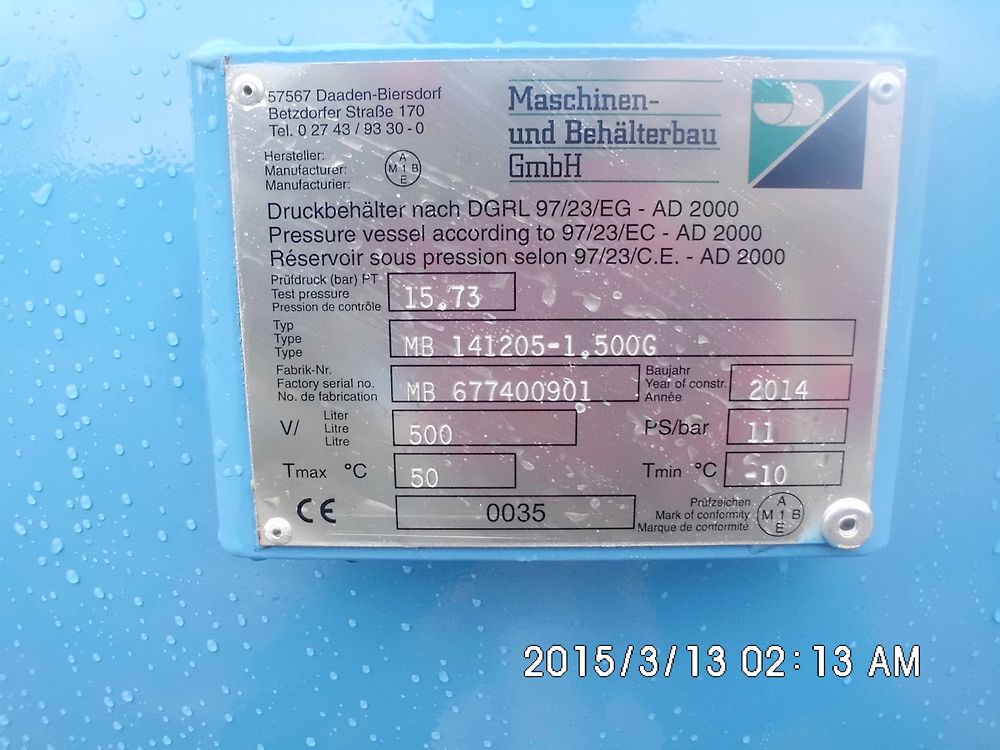 57567 Daaden-Biersdorf
Betzdorfer Straße 170
Tel. 0 27 43 / 93 30 - 0
Maschinen-
und Behälterbau
GmbH
Hersteller:
Manufacturer:
Manufacturier:
A
M 1 B
E
Druckbehälter nach DGRL 97/23/EG - AD 2000
Pressure vessel according to 97/23/EC - AD 2000
Réservoir sous pression selon 97/23/C.E. - AD 2000
Prüfdruck (bar) PT
Test pressure
Pression de contrôle
15.73
Typ
Type
Type
MB 141205-1.500G
Fabrik-Nr.
Factory serial no.
No. de fabrication
MB 677400901
Baujahr
Year of constr.
Année
2014
V/
Liter
Litre
Litre
500
PS/bar
11
Tmax °C
50
Tmin °C
-10
CE
0035
Prüfzeichen
Mark of conformity
Marque de conformité
A
M 1 B
E
2015/3/13 02:13 AM